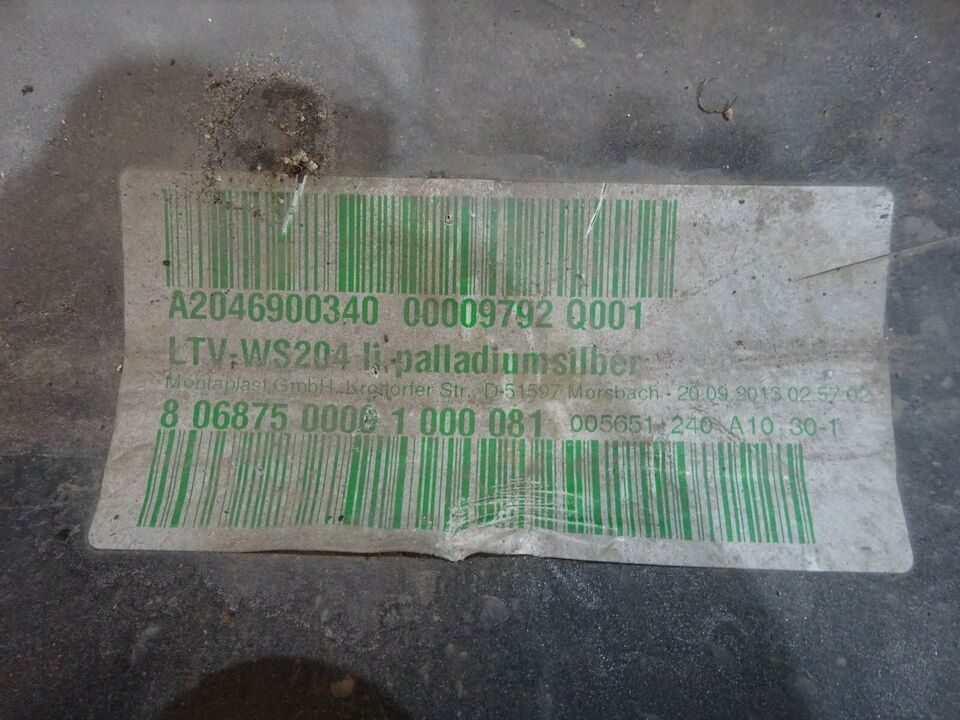 A2046900340 00009792 Q001
LTV-WS204 li palladiumsilber
Mentaplast GmbH, Krottorfer Str., D-51597 Morsbach - 20.09.2013 02:57:02
8 06875 0000 1 000 081 005651 240 A10 30-1